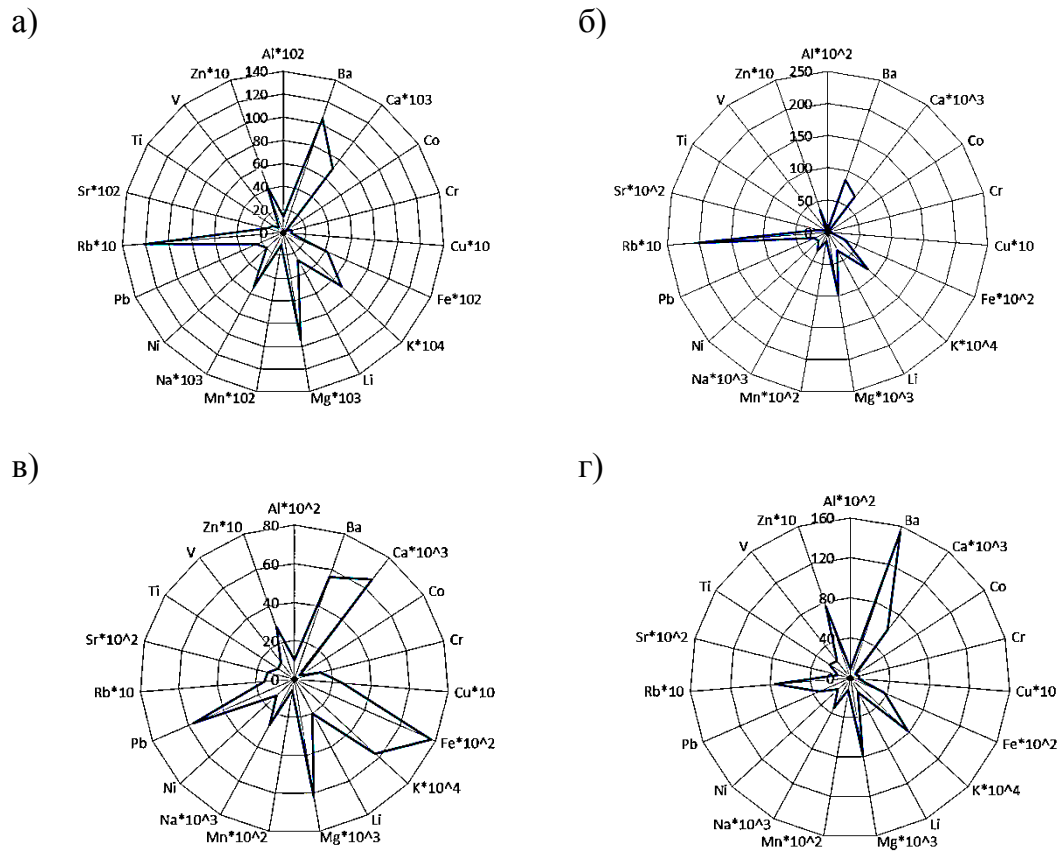 а)
Al*102
Ba
Ca*103
Co
Cr
Cu*10
Fe*102
K*104
Li
Mg*103
Mn*102
Na*103
Ni
Pb
Rb*10
Sr*102
Ti
V
Zn*10
140
120
100
80
60
40
20
0
б)
Al*10^2
Ba
Ca*10^3
Co
Cr
Cu*10
Fe*10^2
K*10^4
Li
Mg*10^3
Mn*10^2
Na*10^3
Ni
Pb
Rb*10
Sr*10^2
Ti
V
Zn*10
250
200
150
100
50
0
в)
Al*10^2
Ba
Ca*10^3
Co
Cr
Cu*10
Fe*10^2
K*10^4
Li
Mg*10^3
Mn*10^2
Na*10^3
Ni
Pb
Rb*10
Sr*10^2
Ti
V
Zn*10
80
60
40
20
0
г)
Al*10^2
Ba
Ca*10^3
Co
Cr
Cu*10
Fe*10^2
K*10^4
Li
Mg*10^3
Mn*10^2
Na*10^3
Ni
Pb
Rb*10
Sr*10^2
Ti
V
Zn*10
160
120
80
40
0